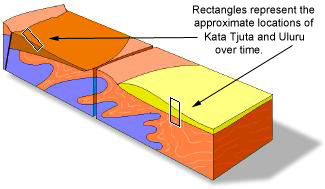 Rectangles represent the
approximate locations of
Kata Tjuta and Uluru
over time.